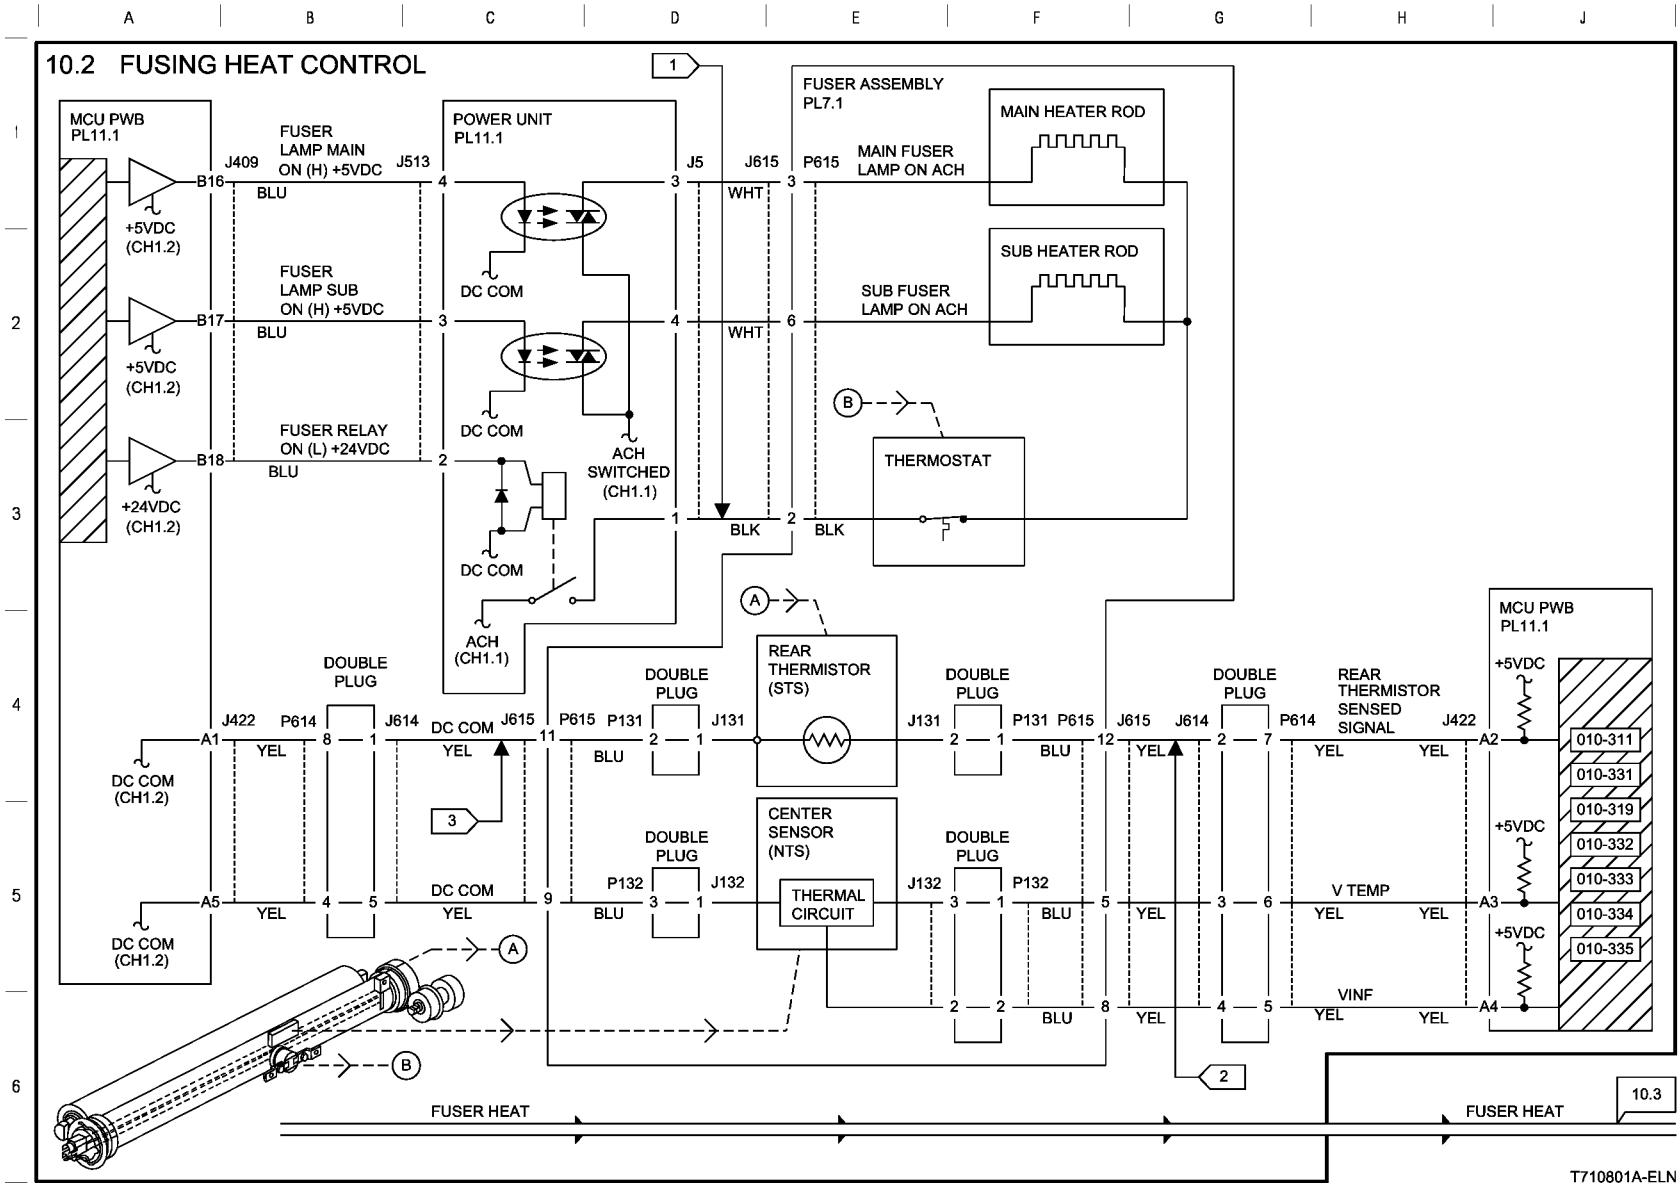 A B C D E F G H J
10.2 FUSING HEAT CONTROL
1
FUSER ASSEMBLY
PL7.1
1
MCU PWB
PL11.1
FUSER
LAMP MAIN
ON (H) +5VDC
J409
J513
B16
BLU
4
+5VDC
(CH1.2)
POWER UNIT
PL11.1
DC COM
J5
J615
P615
3
WHT
3
MAIN FUSER
LAMP ON ACH
MAIN HEATER ROD
2
FUSER
LAMP SUB
ON (H) +5VDC
B17
BLU
3
+5VDC
(CH1.2)
DC COM
4
WHT
6
SUB FUSER
LAMP ON ACH
SUB HEATER ROD
3
FUSER RELAY
ON (L) +24VDC
B18
BLU
2
+24VDC
(CH1.2)
DC COM
ACH
SWITCHED
(CH1.1)
1
BLK
2
BLK
B
THERMOSTAT
ACH
(CH1.1)
A
4
DOUBLE
PLUG
J422
P614
J614
DC COM
J615
P615
A1
YEL
8
1
YEL
11
BLU
DC COM
(CH1.2)
DOUBLE
PLUG
P131
J131
2
1
REAR
THERMISTOR
(STS)
DOUBLE
PLUG
J131
P131
P615
J615
J614
2
1
BLU
12
YEL
DOUBLE
PLUG
P614
2
7
REAR
THERMISTOR
SENSED
SIGNAL
J422
YEL
YEL
A2
MCU PWB
PL11.1
+5VDC
010-311
010-331
010-319
010-332
010-333
010-334
010-335
3
5
A5
YEL
4
5
DC COM
YEL
9
BLU
DC COM
(CH1.2)
DOUBLE
PLUG
P132
J132
3
1
CENTER
SENSOR
(NTS)
THERMAL
CIRCUIT
DOUBLE
PLUG
J132
P132
3
1
BLU
5
YEL
3
6
V TEMP
YEL
YEL
A3
+5VDC
+5VDC
2
2
BLU
8
YEL
4
5
VINF
YEL
YEL
A4
A
B
2
6
FUSER HEAT
FUSER HEAT
10.3
T710801A-ELN